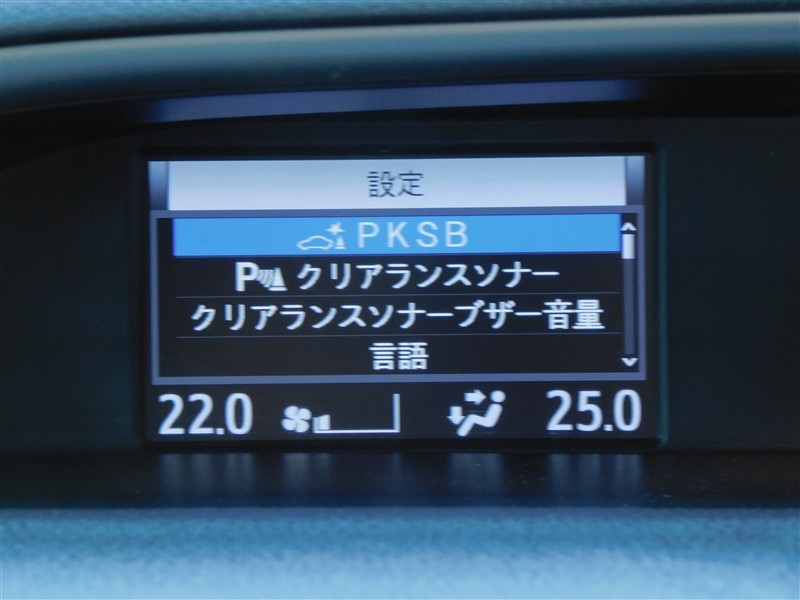 設定
PKSB
P クリアランスソナー
クリアランスソナーブザー音量
言語
22.0 25.0